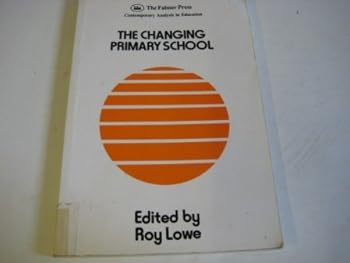 The Falmer Press
Contemporary Analysis in Education
THE CHANGING
PRIMARY SCHOOL
Edited by
Roy Lowe